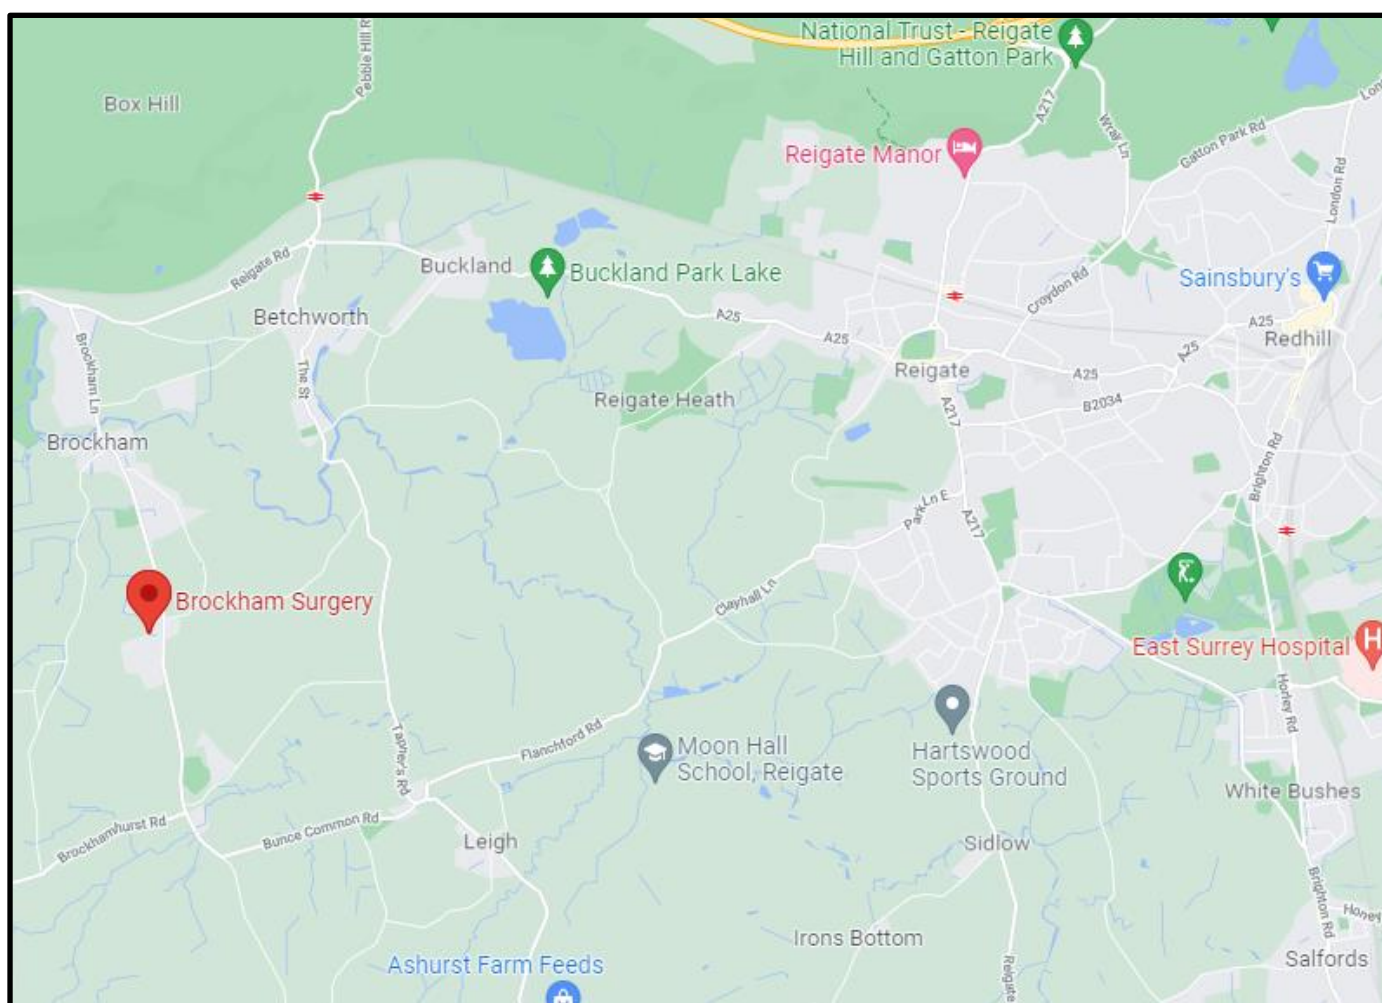 National Trust - Reigate
Hill and Gatton Park
Pebble Hill R
Box Hill
A217
Wray Ln
Gatton Park Rd
Lon
London Rd
Reigate Manor
Reigate Rd
Buckland
Buckland Park Lake
Sainsbury's
Croydon Rd
Betchworth
A25
A25
A25
A25
Redhill
Brockham Ln
The St
Reigate
A25
Reigate Heath
A217
B2034
Brockham
Brighton Rd
Park Ln E
A217
Brockham Surgery
Clayhall Ln
East Surrey Hospital
H
Horley Rd
Tapner's Rd
Flanchford Rd
Moon Hall
School, Reigate
Hartswood
Sports Ground
White Bushes
Brockhamhurst Rd
Bunce Common Rd
Leigh
Sidlow
Brighton Rd
Honey
Irons Bottom
Salfords
Ashurst Farm Feeds
Reigate